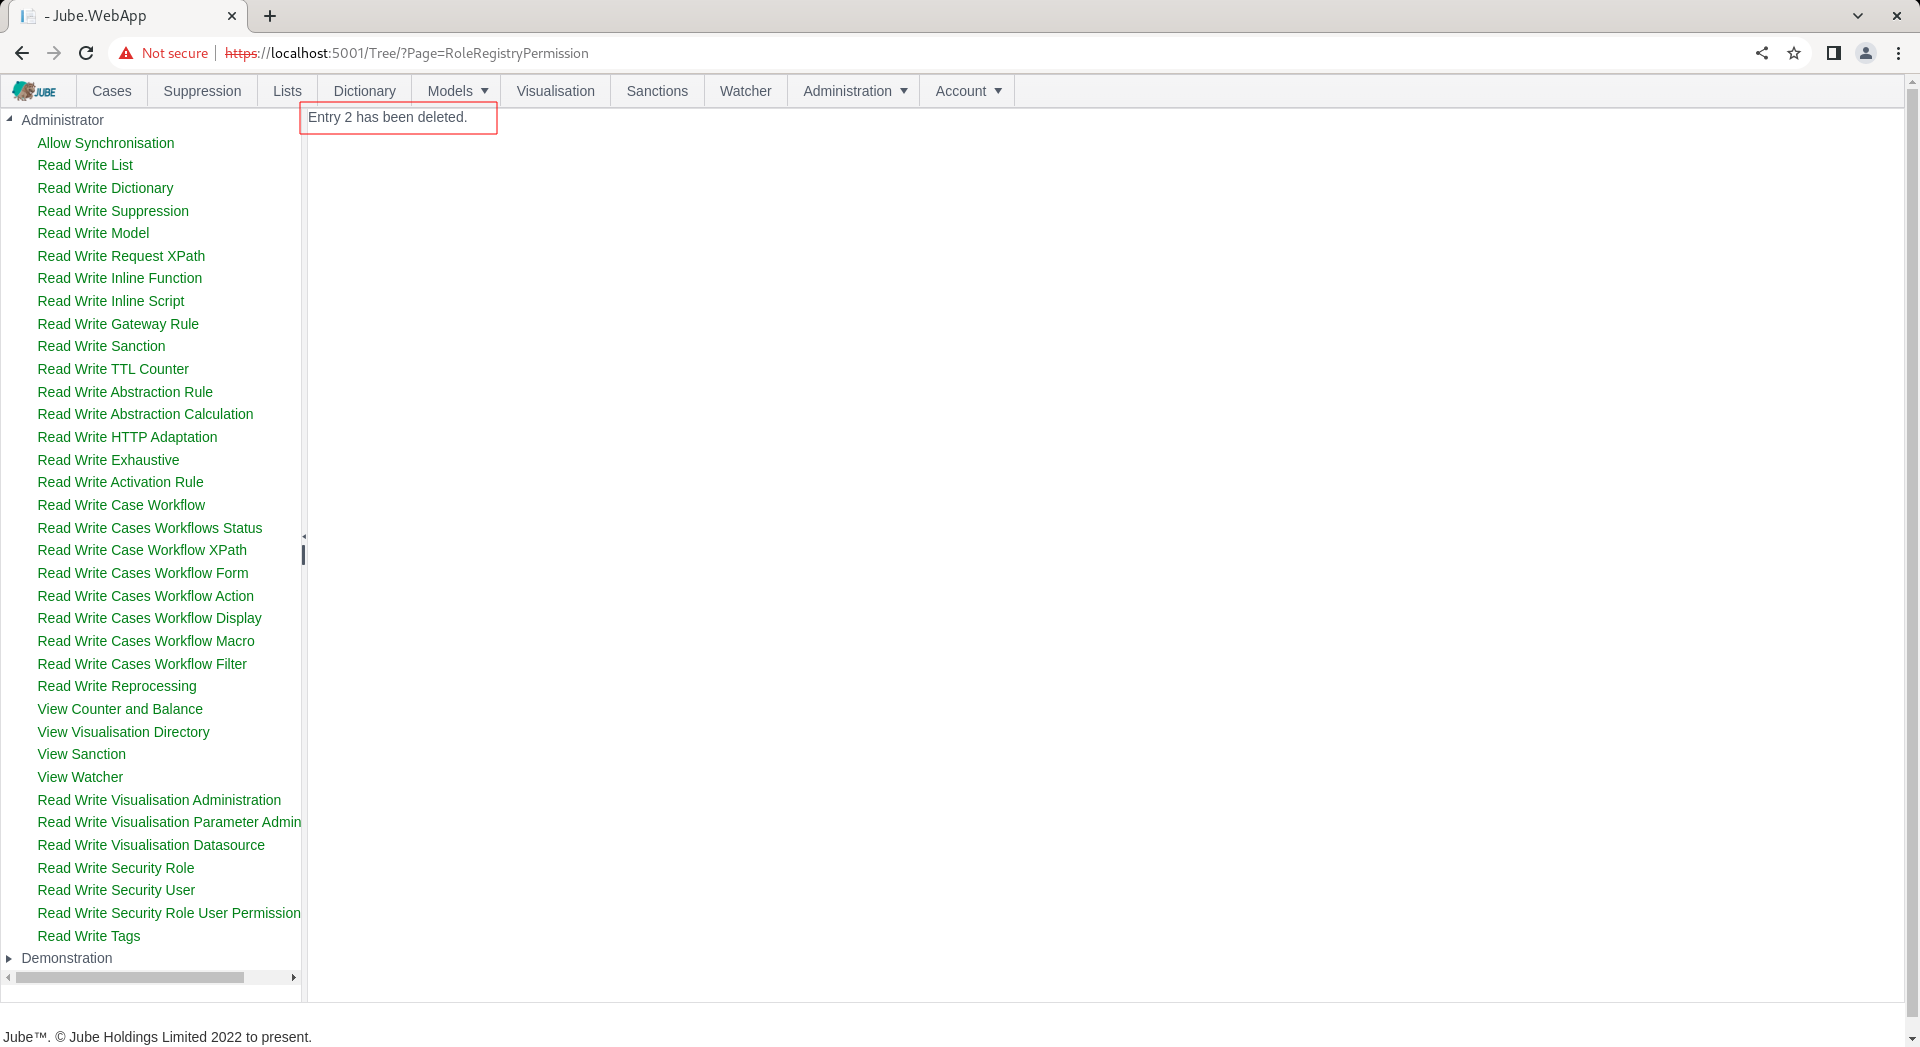 - Jube.WebApp
Not secure https://localhost:5001/Tree/?Page=RoleRegistryPermission
JUBE Cases Suppression Lists Dictionary Models Visualisation Sanctions Watcher Administration Account
Administrator
Entry 2 has been deleted.
Allow Synchronisation
Read Write List
Read Write Dictionary
Read Write Suppression
Read Write Model
Read Write Request XPath
Read Write Inline Function
Read Write Inline Script
Read Write Gateway Rule
Read Write Sanction
Read Write TTL Counter
Read Write Abstraction Rule
Read Write Abstraction Calculation
Read Write HTTP Adaptation
Read Write Exhaustive
Read Write Activation Rule
Read Write Case Workflow
Read Write Cases Workflows Status
Read Write Case Workflow XPath
Read Write Cases Workflow Form
Read Write Cases Workflow Action
Read Write Cases Workflow Display
Read Write Cases Workflow Macro
Read Write Cases Workflow Filter
Read Write Reprocessing
View Counter and Balance
View Visualisation Directory
View Sanction
View Watcher
Read Write Visualisation Administration
Read Write Visualisation Parameter Admin
Read Write Visualisation Datasource
Read Write Security Role
Read Write Security User
Read Write Security Role User Permission
Read Write Tags
Demonstration
Jube™. © Jube Holdings Limited 2022 to present.